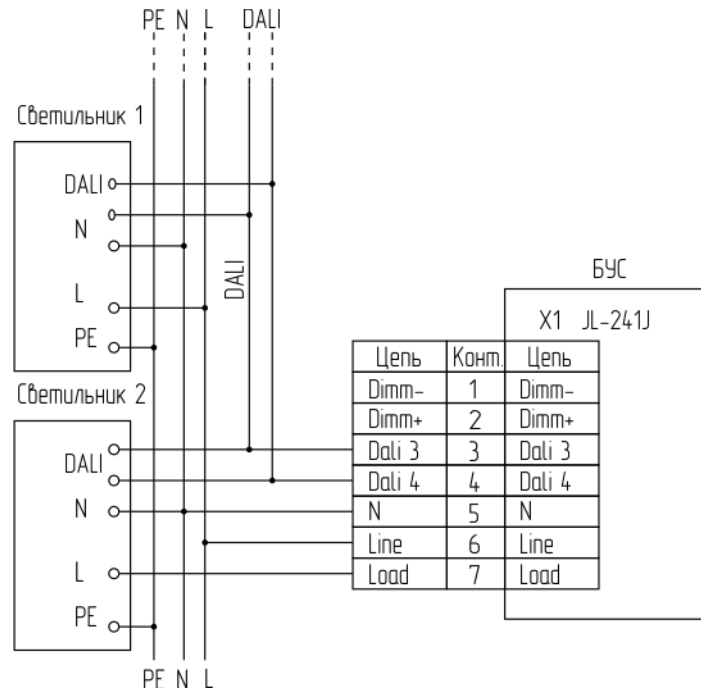 PE N L DALI
Светильник 1
DALI
N
L
PE
DALI
БУС
X1 JL-241J
Цепь Конт. Цепь
Dimm- 1 Dimm-
Dimm+ 2 Dimm+
Dali 3 3 Dali 3
Dali 4 4 Dali 4
N 5 N
Line 6 Line
Load 7 Load
Светильник 2
DALI
N
L
PE
PE N L